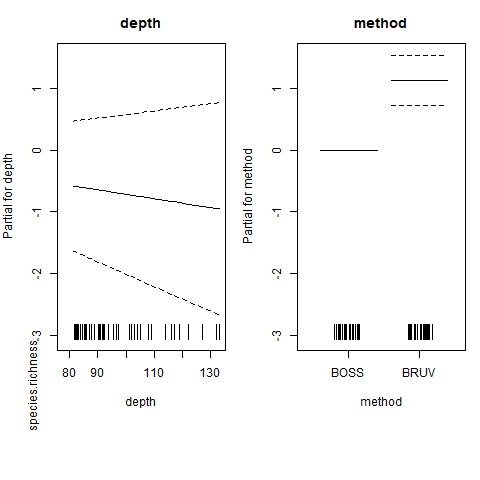 depth
Partial for depth
1
0
-1
-2
-3
80
90
110
130
depth
species.richness
method
Partial for method
1
0
-1
-2
-3
BOSS
BRUV
method